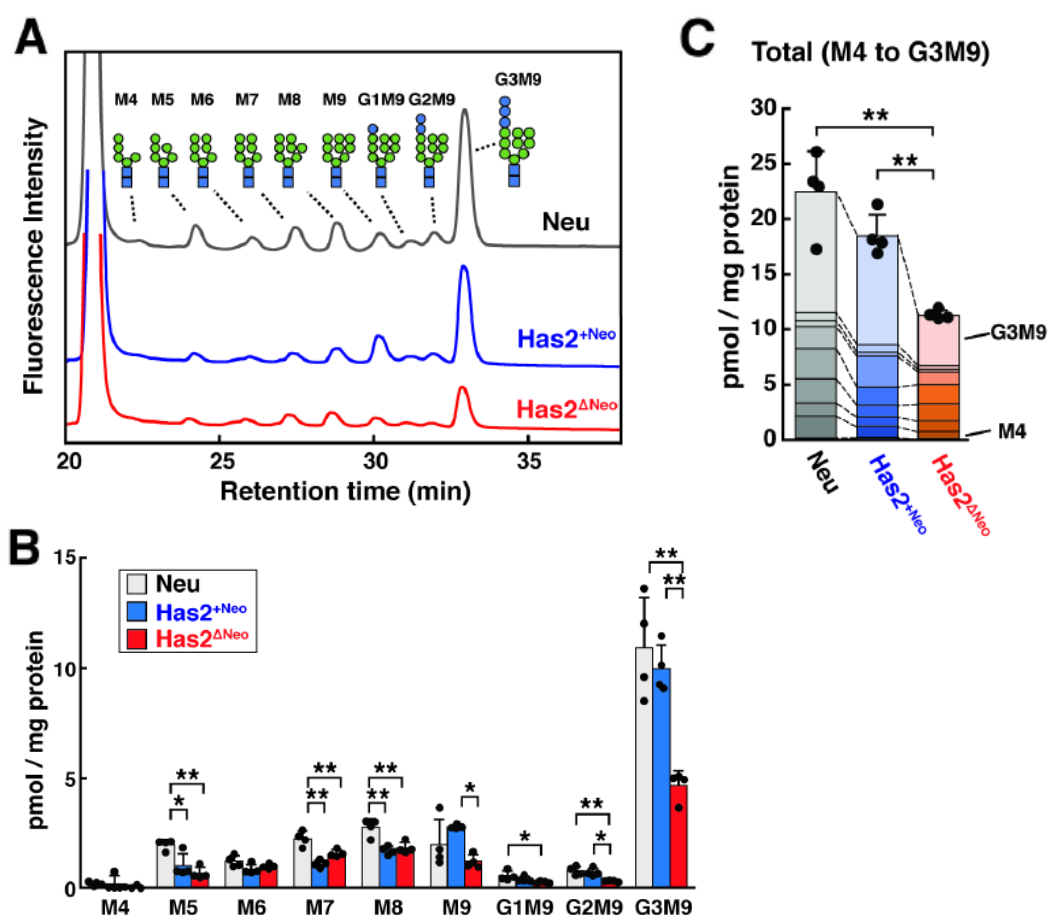 A
Fluorescence Intensity
M4 M5 M6 M7 M8 M9 G1M9 G2M9 G3M9
Neu
Has2+Neo
Has2ΔNeo
20 25 30 35
Retention time (min)
C
Total (M4 to G3M9)
pmol / mg protein
30
25
20
15
10
5
0
**
**
G3M9
M4
Neu
Has2+Neo
Has2ΔNeo
B
pmol / mg protein
15
10
5
0
Neu
Has2+Neo
Has2ΔNeo
**
*
**
**
**
**
*
*
**
*
**
**
M4 M5 M6 M7 M8 M9 G1M9 G2M9 G3M9